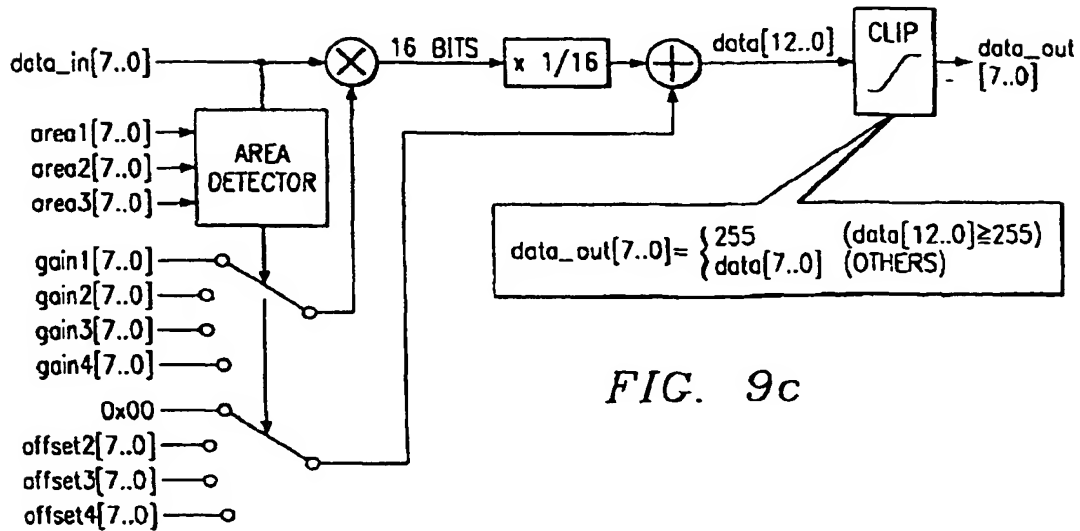 data_in[7..0]
16 BITS
x 1/16
data[12..0]
CLIP
data_out
[7..0]
area1[7..0]
area2[7..0]
area3[7..0]
AREA
DETECTOR
data_out[7..0]= { 255 (data[12..0]≧255)
{ data[7..0] (OTHERS)
gain1[7..0]
gain2[7..0]
gain3[7..0]
gain4[7..0]
0x00
offset2[7..0]
offset3[7..0]
offset4[7..0]
FIG. 9c